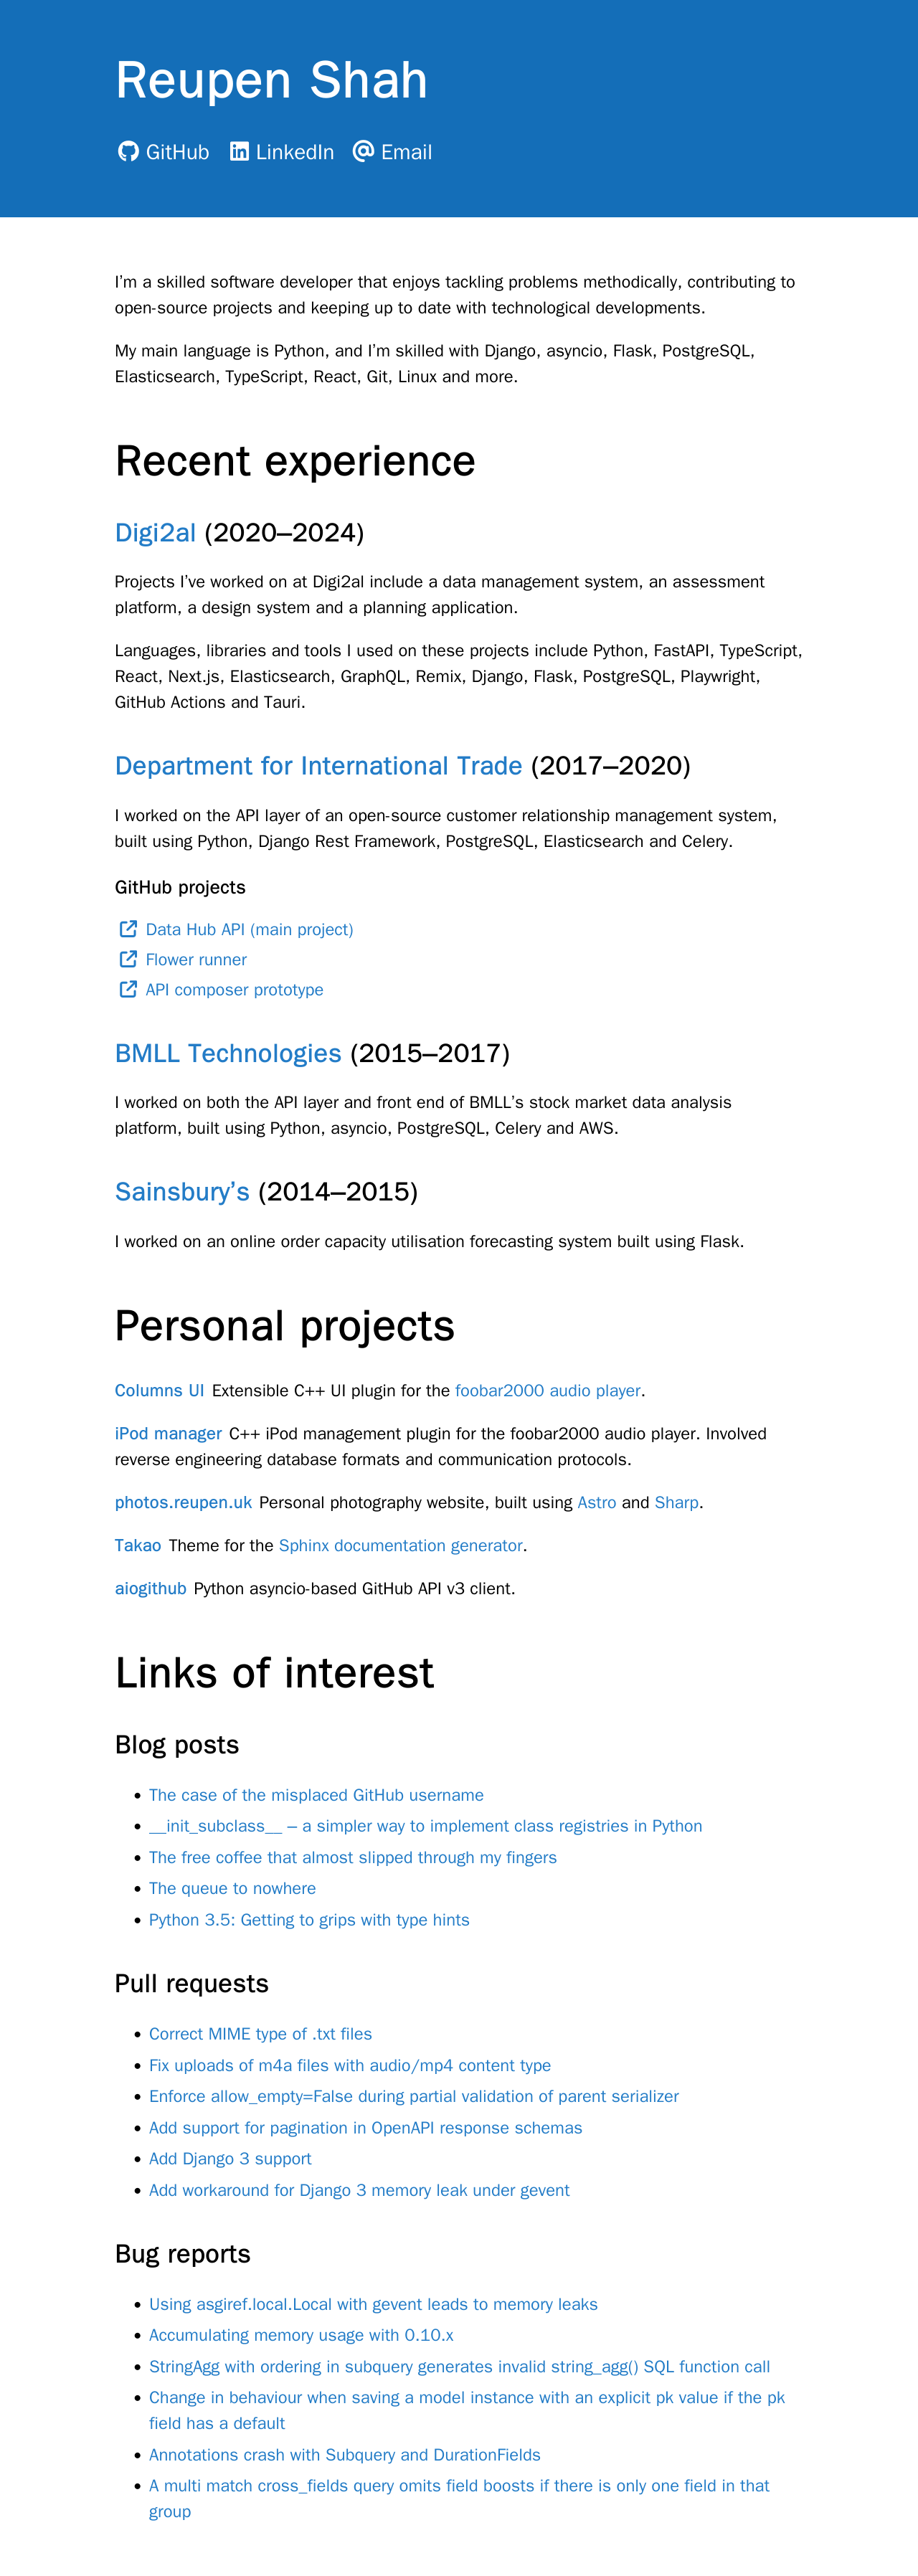 Reupen Shah
GitHub LinkedIn Email
I’m a skilled software developer that enjoys tackling problems methodically, contributing to
open-source projects and keeping up to date with technological developments.
My main language is Python, and I’m skilled with Django, asyncio, Flask, PostgreSQL,
Elasticsearch, TypeScript, React, Git, Linux and more.
Recent experience
Digi2al (2020–2024)
Projects I’ve worked on at Digi2al include a data management system, an assessment
platform, a design system and a planning application.
Languages, libraries and tools I used on these projects include Python, FastAPI, TypeScript,
React, Next.js, Elasticsearch, GraphQL, Remix, Django, Flask, PostgreSQL, Playwright,
GitHub Actions and Tauri.
Department for International Trade (2017–2020)
I worked on the API layer of an open-source customer relationship management system,
built using Python, Django Rest Framework, PostgreSQL, Elasticsearch and Celery.
GitHub projects
Data Hub API (main project)
Flower runner
API composer prototype
BMLL Technologies (2015–2017)
I worked on both the API layer and front end of BMLL’s stock market data analysis
platform, built using Python, asyncio, PostgreSQL, Celery and AWS.
Sainsbury’s (2014–2015)
I worked on an online order capacity utilisation forecasting system built using Flask.
Personal projects
Columns UI Extensible C++ UI plugin for the foobar2000 audio player.
iPod manager C++ iPod management plugin for the foobar2000 audio player. Involved
reverse engineering database formats and communication protocols.
photos.reupen.uk Personal photography website, built using Astro and Sharp.
Takao Theme for the Sphinx documentation generator.
aiogithub Python asyncio-based GitHub API v3 client.
Links of interest
Blog posts
• The case of the misplaced GitHub username
• __init_subclass__ – a simpler way to implement class registries in Python
• The free coffee that almost slipped through my fingers
• The queue to nowhere
• Python 3.5: Getting to grips with type hints
Pull requests
• Correct MIME type of .txt files
• Fix uploads of m4a files with audio/mp4 content type
• Enforce allow_empty=False during partial validation of parent serializer
• Add support for pagination in OpenAPI response schemas
• Add Django 3 support
• Add workaround for Django 3 memory leak under gevent
Bug reports
• Using asgiref.local.Local with gevent leads to memory leaks
• Accumulating memory usage with 0.10.x
• StringAgg with ordering in subquery generates invalid string_agg() SQL function call
• Change in behaviour when saving a model instance with an explicit pk value if the pk
field has a default
• Annotations crash with Subquery and DurationFields
• A multi match cross_fields query omits field boosts if there is only one field in that
group